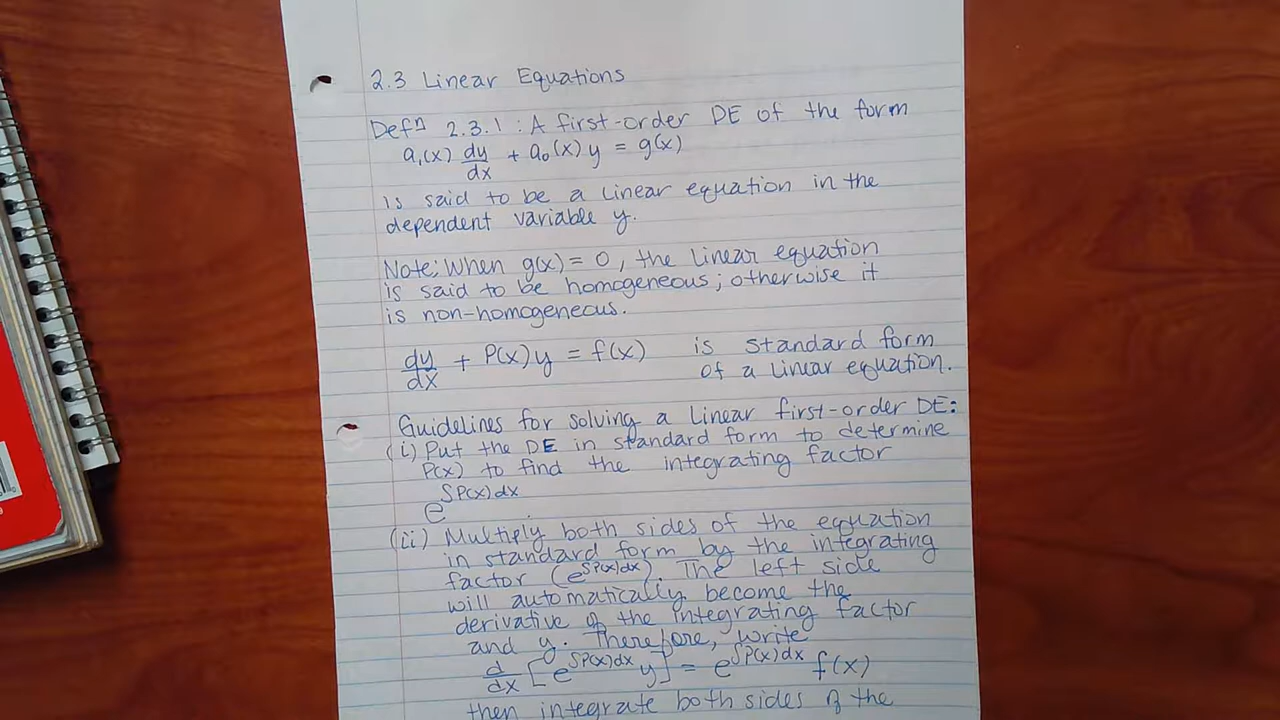 2.3 Linear Equations
Defⁿ 2.3.1: A first-order DE of the form
a₁(x) dy/dx + a₀(x) y = g(x)
is said to be a linear equation in the
dependent variable y.
Note: When g(x) = 0, the linear equation
is said to be homogeneous; otherwise it
is non-homogeneous.
dy/dx + P(x)y = f(x) is standard form
of a linear equation.
Guidelines for solving a linear first-order DE:
(i) Put the DE in standard form to determine
P(x) to find the integrating factor
e^∫P(x)dx
(ii) Multiply both sides of the equation
in standard form by the integrating
factor (e^∫P(x)dx). The left side
will automatically become the
derivative of the integrating factor
and y. Therefore, write
d/dx [e^∫P(x)dx y] = e^∫P(x)dx f(x)
then integrate both sides of the